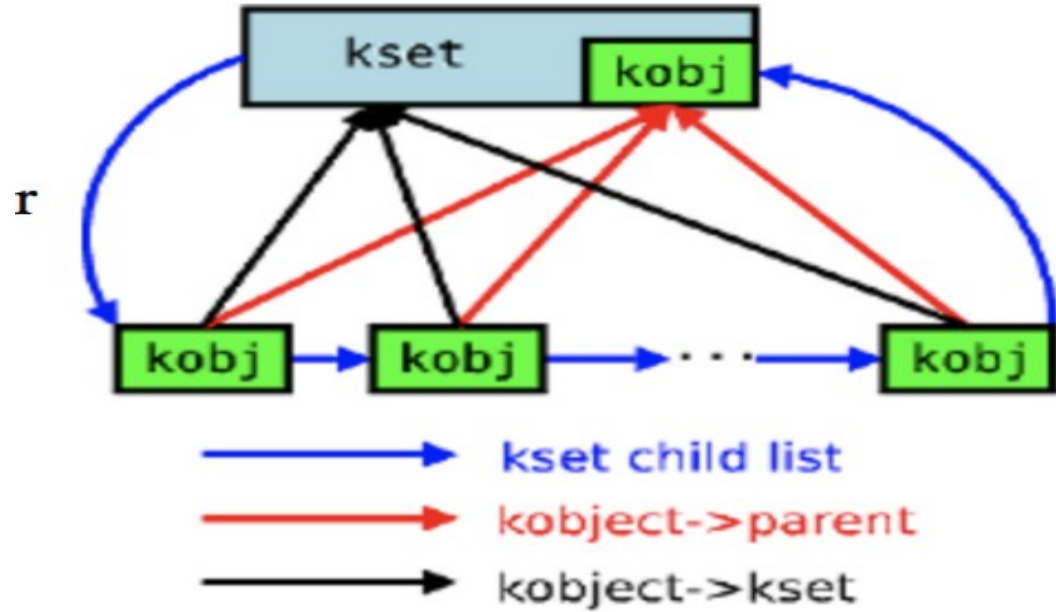 kset
kobj
r
kobj kobj ... kobj
kset child list
kobject->parent
kobject->kset